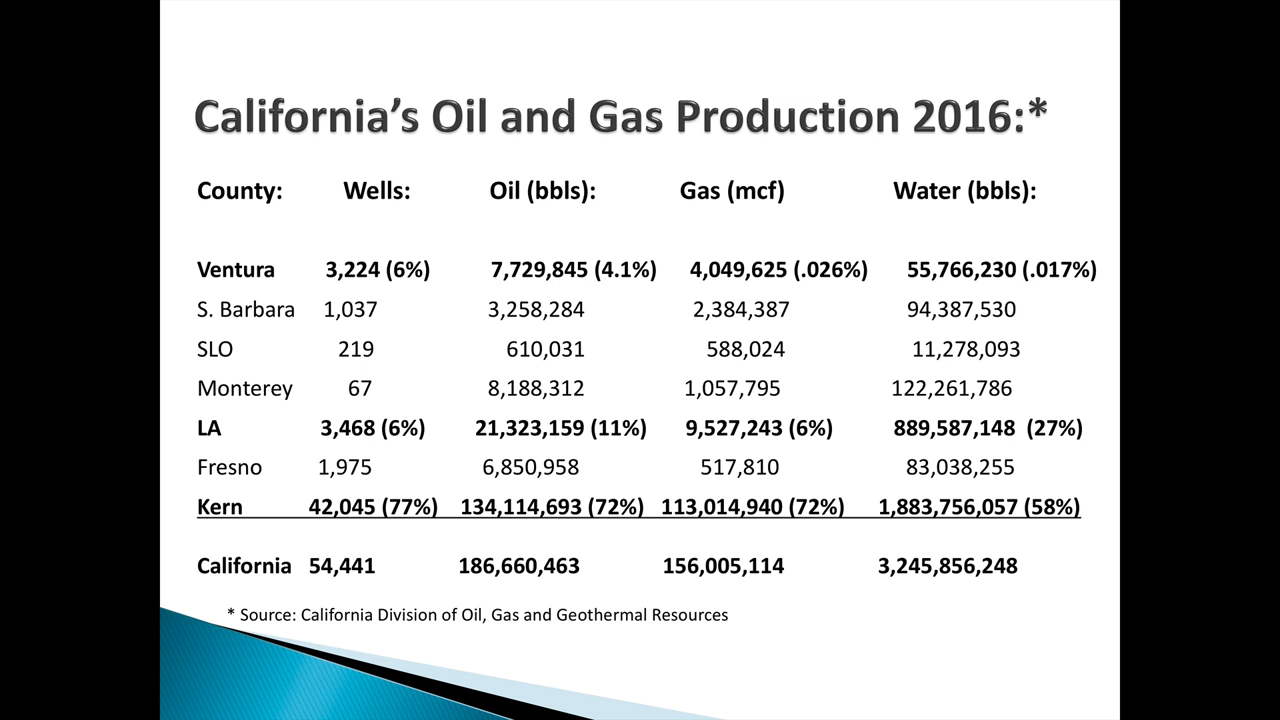 California's Oil and Gas Production 2016:*
County: Wells: Oil (bbls): Gas (mcf) Water (bbls):
Ventura 3,224 (6%) 7,729,845 (4.1%) 4,049,625 (.026%) 55,766,230 (.017%)
S. Barbara 1,037 3,258,284 2,384,387 94,387,530
SLO 219 610,031 588,024 11,278,093
Monterey 67 8,188,312 1,057,795 122,261,786
LA 3,468 (6%) 21,323,159 (11%) 9,527,243 (6%) 889,587,148 (27%)
Fresno 1,975 6,850,958 517,810 83,038,255
Kern 42,045 (77%) 134,114,693 (72%) 113,014,940 (72%) 1,883,756,057 (58%)
California 54,441 186,660,463 156,005,114 3,245,856,248
* Source: California Division of Oil, Gas and Geothermal Resources